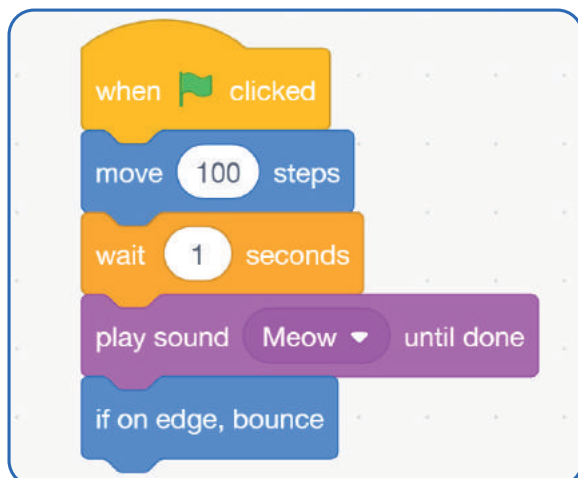 when clicked
move 100 steps
wait 1 seconds
play sound Meow until done
if on edge, bounce